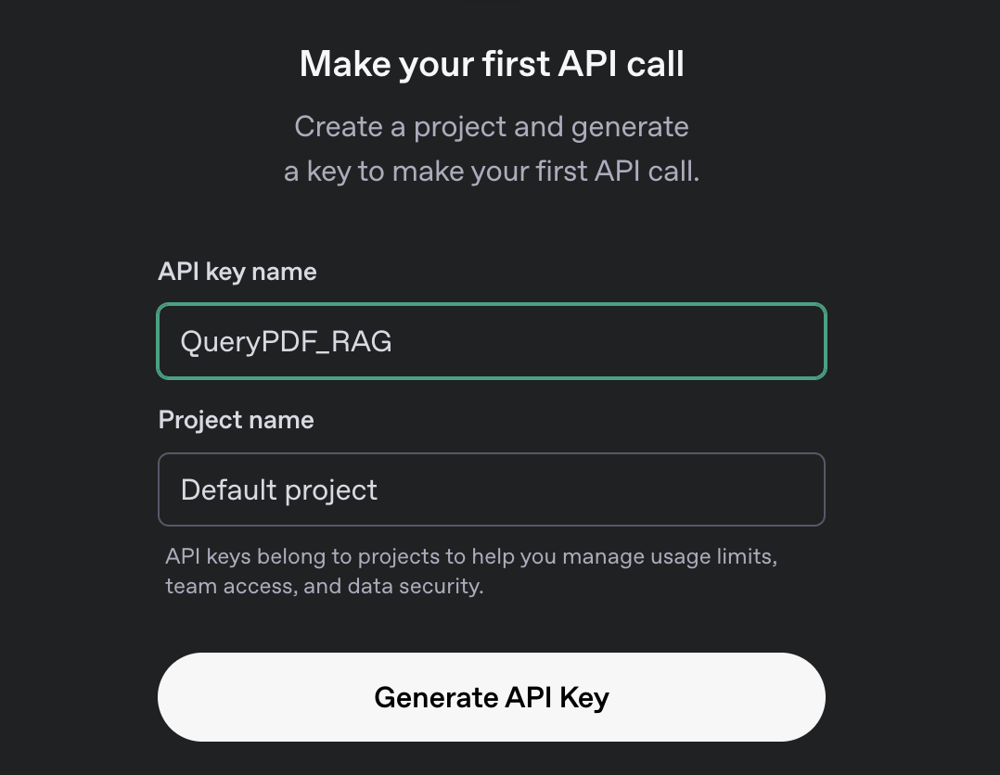 Make your first API call
Create a project and generate
a key to make your first API call.
API key name
QueryPDF_RAG
Project name
Default project
API keys belong to projects to help you manage usage limits,
team access, and data security.
Generate API Key